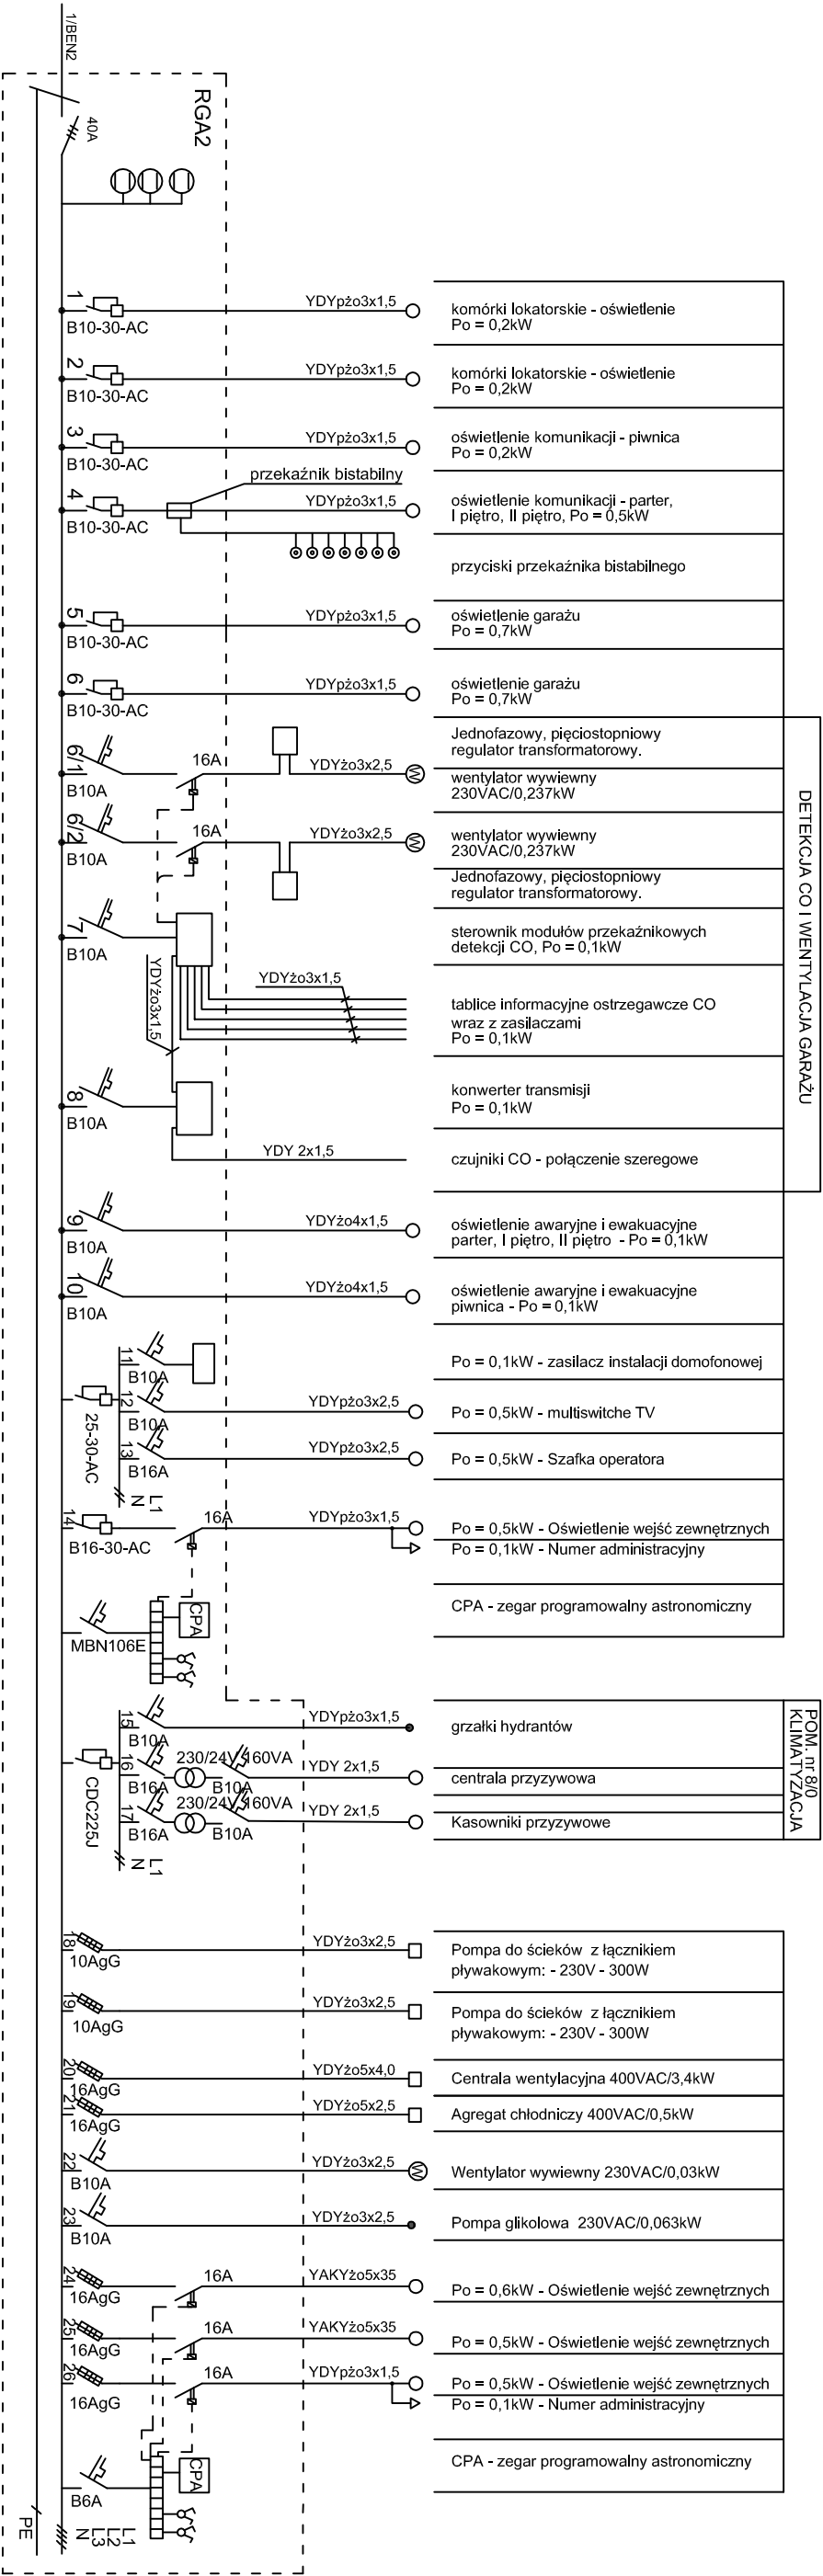 1/BEN2
40A
RGA2
1
B10-30-AC
YDYpżo3x1,5
komórki lokatorskie - oświetlenie
Po = 0,2kW
2
B10-30-AC
YDYpżo3x1,5
komórki lokatorskie - oświetlenie
Po = 0,2kW
3
B10-30-AC
YDYpżo3x1,5
oświetlenie komunikacji - piwnica
Po = 0,2kW
przekaźnik bistabilny
4
B10-30-AC
YDYpżo3x1,5
oświetlenie komunikacji - parter,
I piętro, II piętro, Po = 0,5kW
przyciski przekaźnika bistabilnego
5
B10-30-AC
YDYpżo3x1,5
oświetlenie garażu
Po = 0,7kW
6
B10-30-AC
YDYpżo3x1,5
oświetlenie garażu
Po = 0,7kW
DETEKCJA CO I WENTYLACJA GARAŻU
Jednofazowy, pięciostopniowy
regulator transformatorowy.
6/1
B10A
16A
YDYżo3x2,5
W
wentylator wywiewny
230VAC/0,237kW
6/2
B10A
16A
YDYżo3x2,5
W
wentylator wywiewny
230VAC/0,237kW
Jednofazowy, pięciostopniowy
regulator transformatorowy.
7
B10A
sterownik modułów przekaźnikowych
detekcji CO, Po = 0,1kW
YDYżo3x1,5
YDYżo3x1,5
tablice informacyjne ostrzegawcze CO
wraz z zasilaczami
Po = 0,1kW
8
B10A
konwerter transmisji
Po = 0,1kW
YDY 2x1,5
czujniki CO - połączenie szeregowe
9
B10A
YDYżo4x1,5
oświetlenie awaryjne i ewakuacyjne
parter, I piętro, II piętro - Po = 0,1kW
10
B10A
YDYżo4x1,5
oświetlenie awaryjne i ewakuacyjne
piwnica - Po = 0,1kW
11
B10A
Po = 0,1kW - zasilacz instalacji domofonowej
25-30-AC
12
B10A
YDYpżo3x2,5
Po = 0,5kW - multiswitche TV
13
B16A
YDYpżo3x2,5
Po = 0,5kW - Szafka operatora
L1
N
14
B16-30-AC
16A
YDYpżo3x1,5
Po = 0,5kW - Oświetlenie wejść zewnętrznych
Po = 0,1kW - Numer administracyjny
MBN106E
CPA
CPA - zegar programowalny astronomiczny
POM. nr 8/0
KLIMATYZACJA
CDC225J
15
B10A
YDYpżo3x1,5
grzałki hydrantów
16
B16A
230/24V 160VA
B10A
YDY 2x1,5
centrala przyzywowa
17
B16A
230/24V 160VA
B10A
YDY 2x1,5
Kasowniki przyzywowe
L1
N
18
10AgG
YDYżo3x2,5
Pompa do ścieków z łącznikiem
pływakowym: - 230V - 300W
19
10AgG
YDYżo3x2,5
Pompa do ścieków z łącznikiem
pływakowym: - 230V - 300W
20
16AgG
YDYżo5x4,0
Centrala wentylacyjna 400VAC/3,4kW
21
16AgG
YDYżo5x2,5
Agregat chłodniczy 400VAC/0,5kW
22
B10A
YDYżo3x2,5
W
Wentylator wywiewny 230VAC/0,03kW
23
B10A
YDYżo3x2,5
Pompa glikolowa 230VAC/0,063kW
24
16AgG
16A
YAKYżo5x35
Po = 0,6kW - Oświetlenie wejść zewnętrznych
25
16AgG
16A
YAKYżo5x35
Po = 0,5kW - Oświetlenie wejść zewnętrznych
26
16AgG
16A
YDYpżo3x1,5
Po = 0,5kW - Oświetlenie wejść zewnętrznych
Po = 0,1kW - Numer administracyjny
B6A
CPA
CPA - zegar programowalny astronomiczny
L1
L2
L3
N
PE